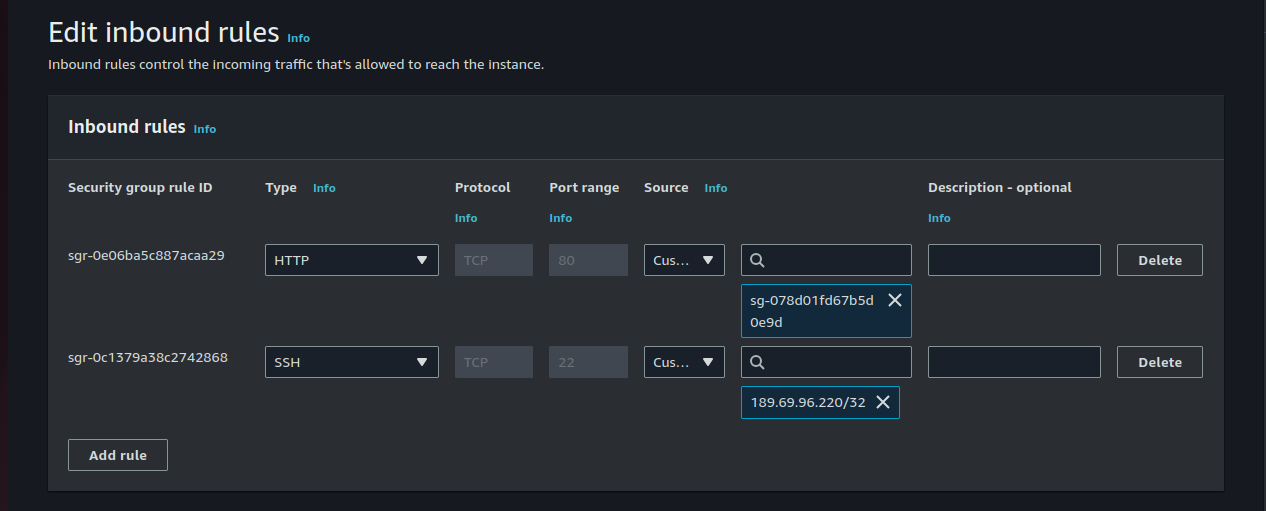 Edit inbound rules Info
Inbound rules control the incoming traffic that's allowed to reach the instance.
Inbound rules Info
Security group rule ID Type Info Protocol Port range Source Info Description - optional
Info Info Info
sgr-0e06ba5c887acaa29 HTTP TCP 80 Cus... Delete
sg-078d01fd67b5d
0e9d
sgr-0c1379a38c2742868 SSH TCP 22 Cus... Delete
189.69.96.220/32
Add rule